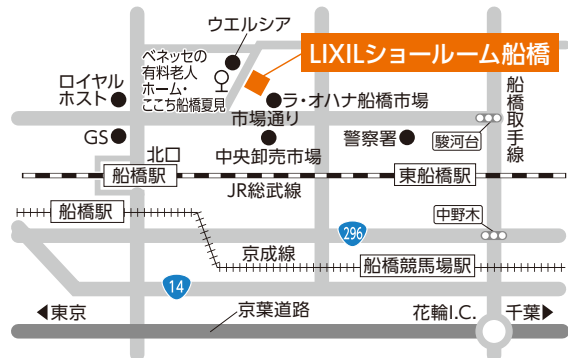 ウエルシア
LIXILショールーム船橋
ベネッセの
有料老人
ホーム・
ここち船橋夏見
ロイヤル
ホスト
ラ・オハナ船橋市場
船橋取手線
市場通り
GS
中央卸売市場
警察署
駿河台
北口
船橋駅
JR総武線
東船橋駅
船橋駅
中野木
296
京成線
船橋競馬場駅
14
◀東京
京葉道路
花輪I.C.
千葉▶